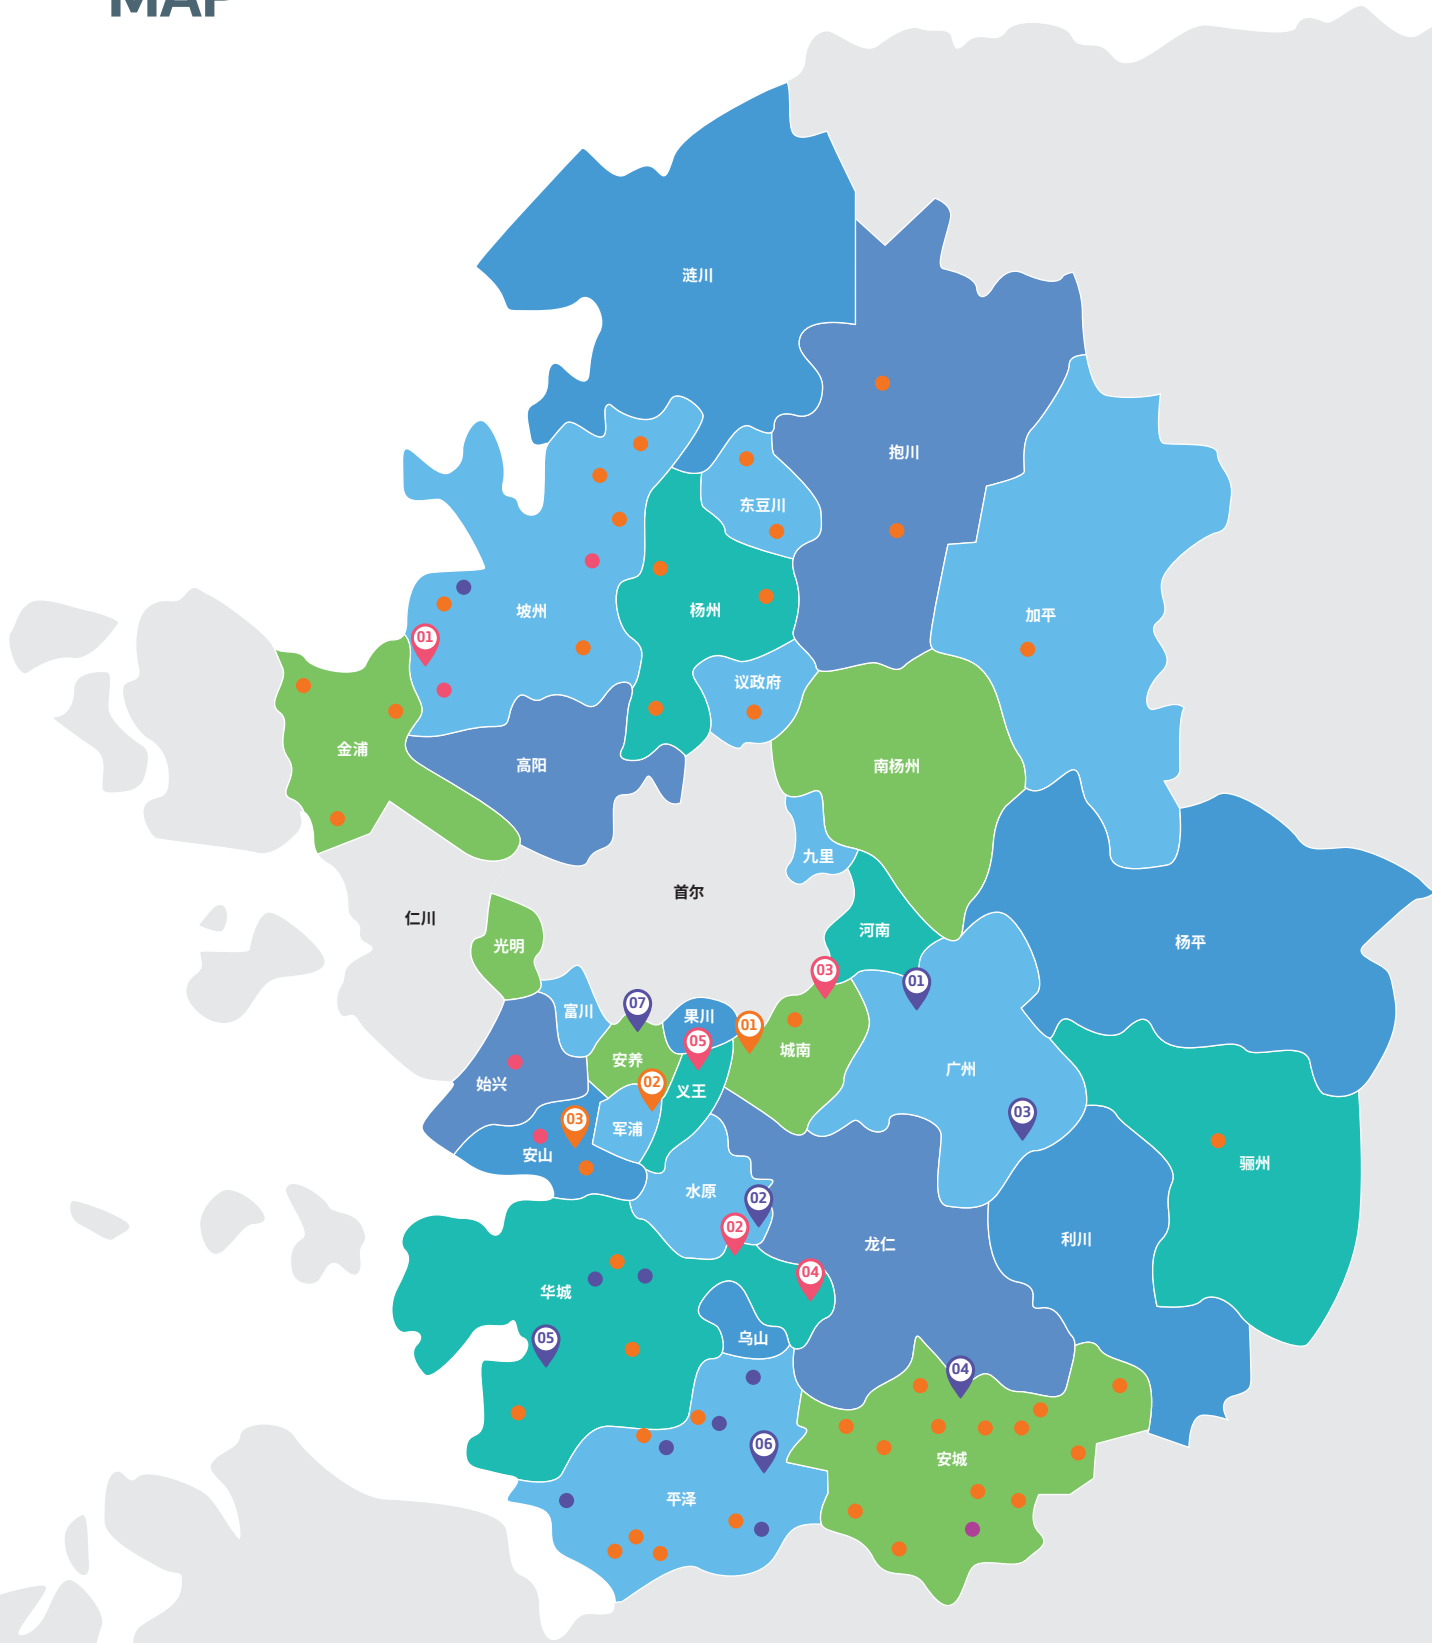 MAP
涟川
抱川
东豆川
坡州
杨州
加平
01
议政府
金浦
高阳
南杨州
九里
首尔
仁川
河南
光明
杨平
03
01
富川
07
果川
01
05
城南
安养
广州
始兴
02
义王
03
03
军浦
安山
骊州
水原
02
02
利川
龙仁
04
华城
05
乌山
04
06
安城
平泽